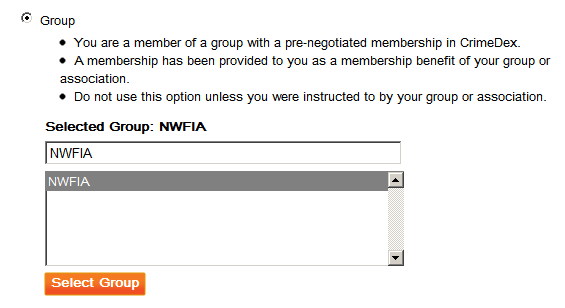 Group
You are a member of a group with a pre-negotiated membership in CrimeDex.
A membership has been provided to you as a membership benefit of your group or
association.
Do not use this option unless you were instructed to by your group or association.
Selected Group: NWFIA
NWFIA
NWFIA
Select Group